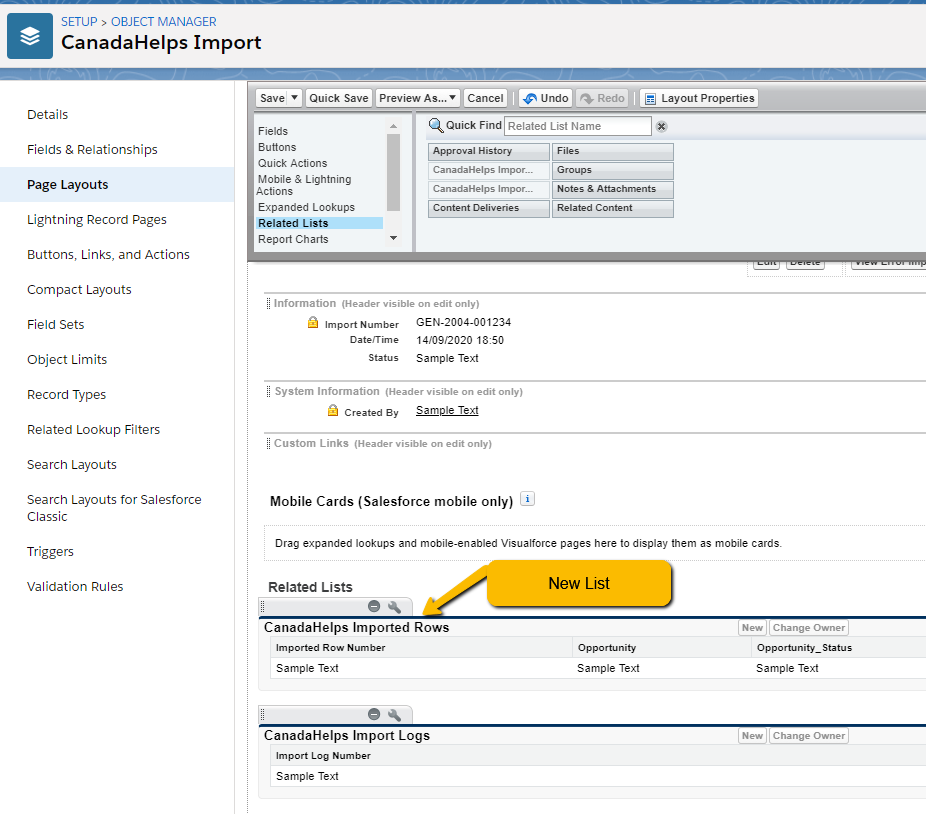 SETUP > OBJECT MANAGER
CanadaHelps Import
Details
Fields & Relationships
Page Layouts
Lightning Record Pages
Buttons, Links, and Actions
Compact Layouts
Field Sets
Object Limits
Record Types
Related Lookup Filters
Search Layouts
Search Layouts for Salesforce
Classic
Triggers
Validation Rules
Save Quick Save Preview As... Cancel Undo Redo Layout Properties
Fields
Buttons
Quick Actions
Mobile & Lightning
Actions
Expanded Lookups
Related Lists
Report Charts
Quick Find Related List Name
Approval History Files
CanadaHelps Impor... Groups
CanadaHelps Impor... Notes & Attachments
Content Deliveries Related Content
Edit Delete View Error Imp
Information (Header visible on edit only)
Import Number GEN-2004-001234
Date/Time 14/09/2020 18:50
Status Sample Text
System Information (Header visible on edit only)
Created By Sample Text
Custom Links (Header visible on edit only)
Mobile Cards (Salesforce mobile only) i
Drag expanded lookups and mobile-enabled Visualforce pages here to display them as mobile cards.
New List
Related Lists
CanadaHelps Imported Rows New Change Owner
Imported Row Number Opportunity Opportunity_Status
Sample Text Sample Text Sample Text
CanadaHelps Import Logs New Change Owner
Import Log Number
Sample Text